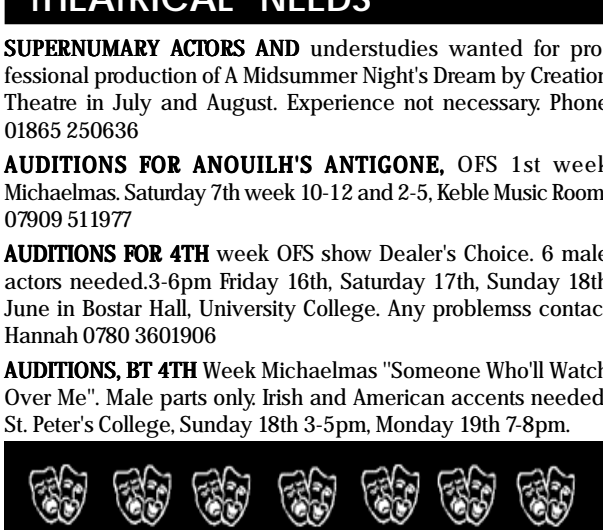 THEATRICAL NEEDS
SUPERNUMARY ACTORS AND understudies wanted for pro
fessional production of A Midsummer Night's Dream by Creation
Theatre in July and August. Experience not necessary. Phone
01865 250636
AUDITIONS FOR ANOUILH'S ANTIGONE, OFS 1st week
Michaelmas. Saturday 7th week 10-12 and 2-5, Keble Music Room
07909 511977
AUDITIONS FOR 4TH week OFS show Dealer's Choice. 6 male
actors needed.3-6pm Friday 16th, Saturday 17th, Sunday 18th
June in Bostar Hall, University College. Any problemss contac
Hannah 0780 3601906
AUDITIONS, BT 4TH Week Michaelmas "Someone Who'll Watch
Over Me". Male parts only. Irish and American accents needed
St. Peter's College, Sunday 18th 3-5pm, Monday 19th 7-8pm.